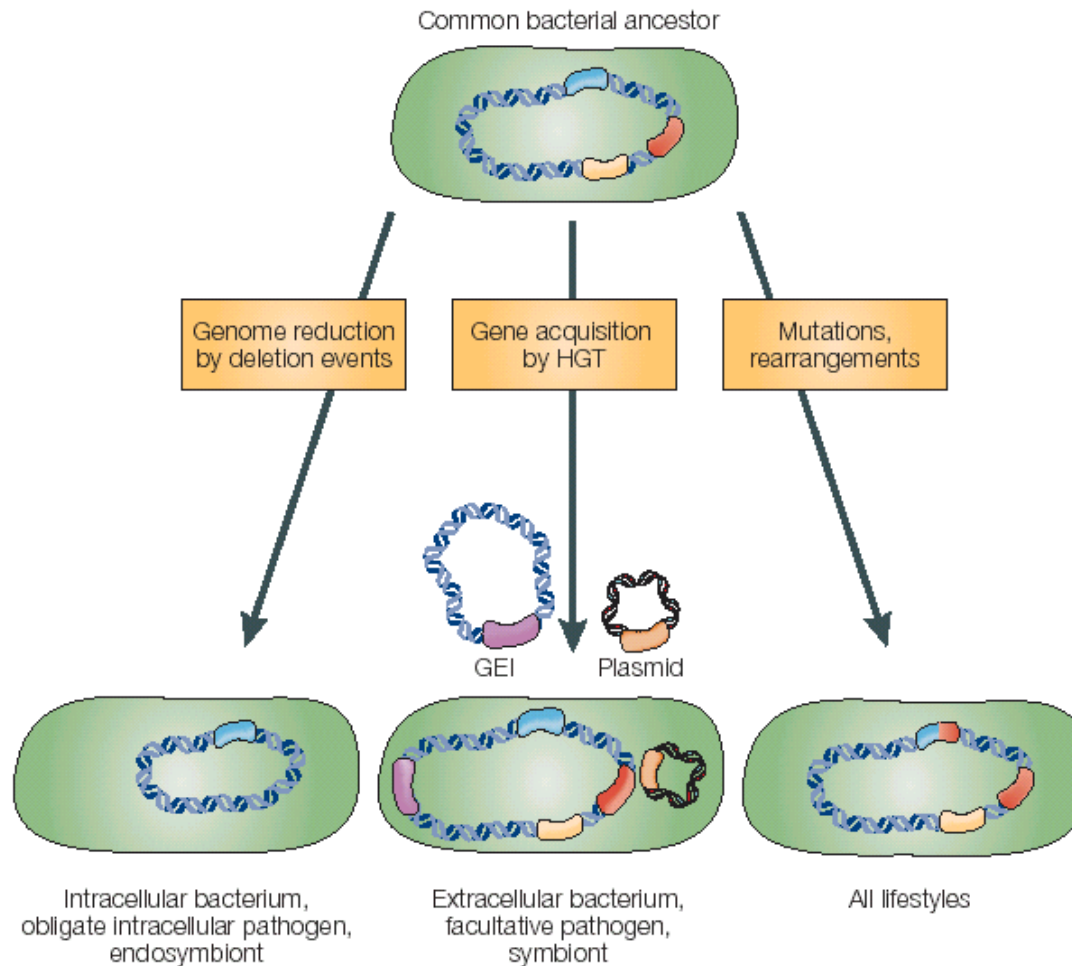 Common bacterial ancestor
Genome reduction
by deletion events
Gene acquisition
by HGT
Mutations,
rearrangements
GEI
Plasmid
Intracellular bacterium,
obligate intracellular pathogen,
endosymbiont
Extracellular bacterium,
facultative pathogen,
symbiont
All lifestyles